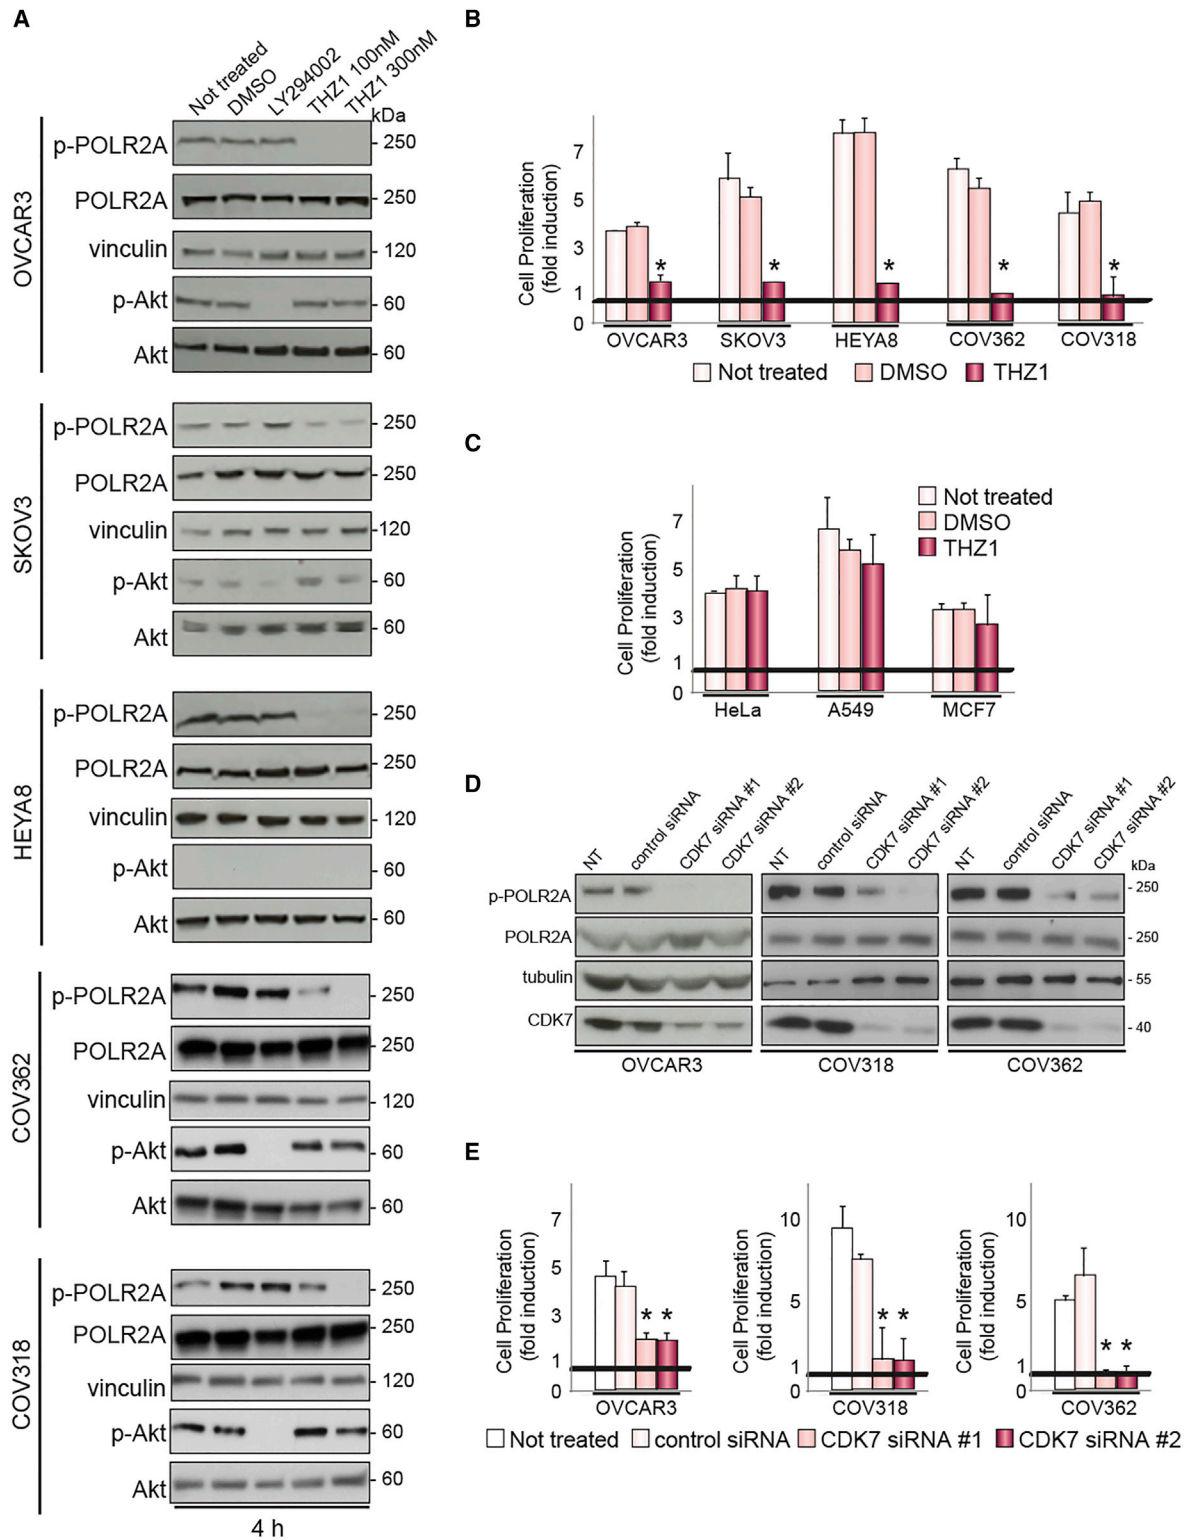 A
Not treated
DMSO
LY294002
THZ1 100nM
THZ1 300nM
kDa
OVCAR3
p-POLR2A
250
POLR2A
250
vinculin
120
p-Akt
60
Akt
60
SKOV3
p-POLR2A
250
POLR2A
250
vinculin
120
p-Akt
60
Akt
60
HEYA8
p-POLR2A
250
POLR2A
250
vinculin
120
p-Akt
60
Akt
60
COV362
p-POLR2A
250
POLR2A
250
vinculin
120
p-Akt
60
Akt
60
COV318
p-POLR2A
250
POLR2A
250
vinculin
120
p-Akt
60
Akt
60
4 h
B
Cell Proliferation
(fold induction)
7
5
3
1
0
* * * * *
OVCAR3 SKOV3 HEYA8 COV362 COV318
Not treated DMSO THZ1
C
Cell Proliferation
(fold induction)
7
5
3
1
0
Not treated
DMSO
THZ1
HeLa A549 MCF7
D
NT
control siRNA
CDK7 siRNA #1
CDK7 siRNA #2
NT
control siRNA
CDK7 siRNA #1
CDK7 siRNA #2
NT
control siRNA
CDK7 siRNA #1
CDK7 siRNA #2
kDa
p-POLR2A
- 250
POLR2A
- 250
tubulin
- 55
CDK7
- 40
OVCAR3 COV318 COV362
E
Cell Proliferation
(fold induction)
7
5
3
1
0
* *
OVCAR3
Cell Proliferation
(fold induction)
10
5
1
0
* *
COV318
Cell Proliferation
(fold induction)
10
5
1
0
* *
COV362
Not treated control siRNA CDK7 siRNA #1 CDK7 siRNA #2